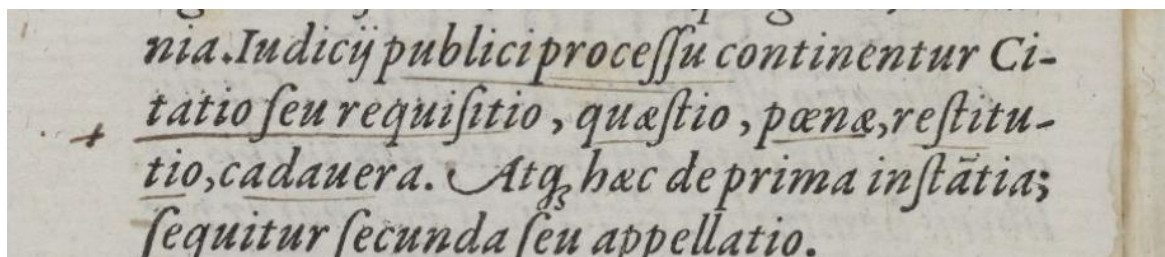 nia. Iudicij publici processu continentur Ci-
tatio ſeu requiſitio, quæſtio, pœnæ, reſtitu-
tio, cadauera. Atq; hæc de prima inſtãtia;
ſequitur ſecunda ſeu appellatio.